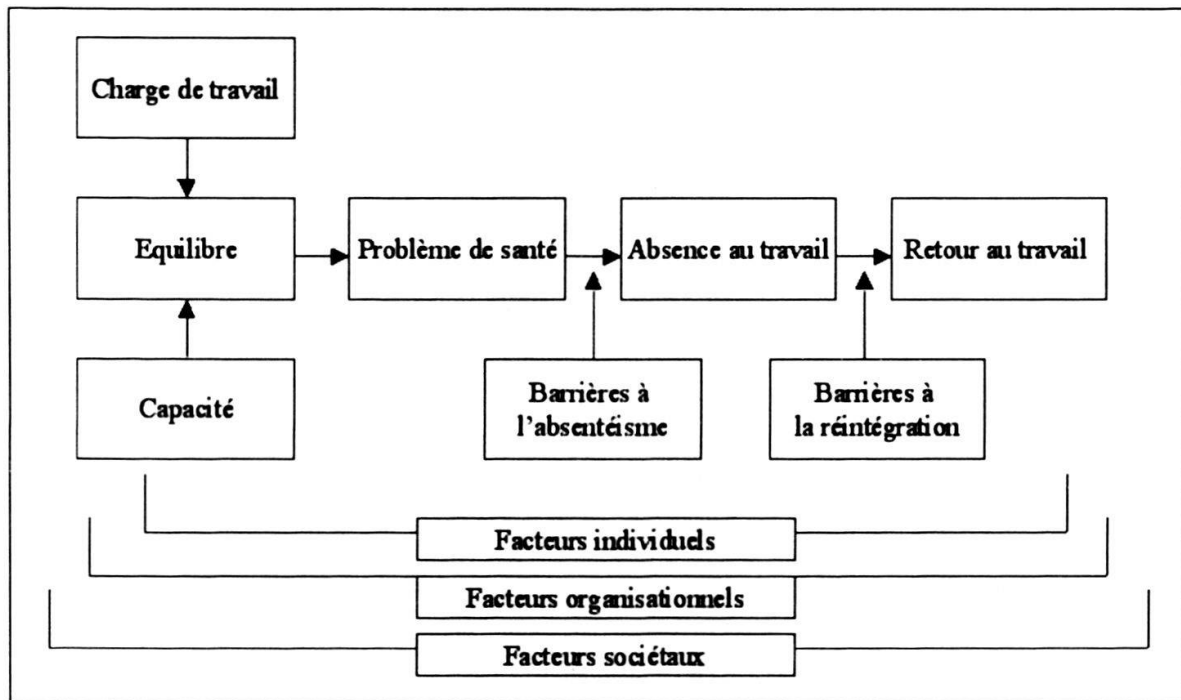 Charge de travail
Equilibre
Problème de santé
Absence au travail
Retour au travail
Capacité
Barrières à
l'absentéisme
Barrières à
la réintégration
Facteurs individuels
Facteurs organisationnels
Facteurs sociétaux